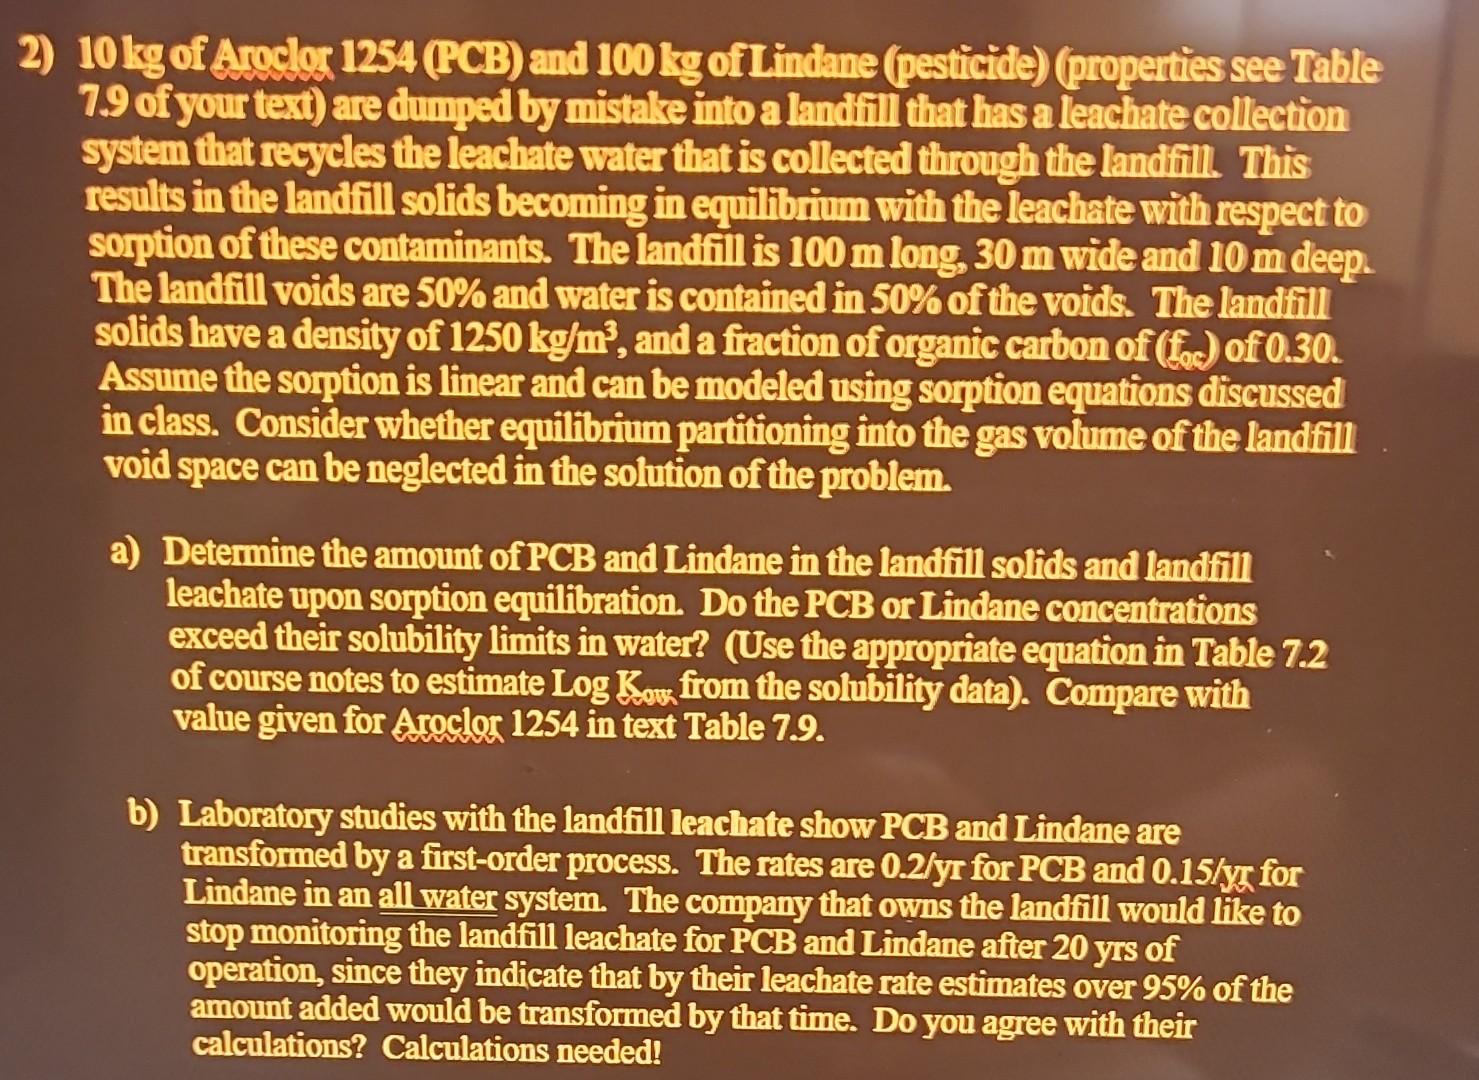 2) 10 kg of Aroclor 1254 (PCB) and 100 kg of Lindane (pesticide) (properties see Table
7.9 of your text) are dumped by mistake into a landfill that has a leachate collection
system that recycles the leachate water that is collected through the landfill. This
results in the landfill solids becoming in equilibrium with the leachate with respect to
sorption of these contaminants. The landfill is 100 m long, 30 m wide and 10 m deep.
The landfill voids are 50% and water is contained in 50% of the voids. The landfill
solids have a density of 1250 kg/m³, and a fraction of organic carbon of (foc) of 0.30.
Assume the sorption is linear and can be modeled using sorption equations discussed
in class. Consider whether equilibrium partitioning into the gas volume of the landfill
void space can be neglected in the solution of the problem.
a) Determine the amount of PCB and Lindane in the landfill solids and landfill
leachate upon sorption equilibration. Do the PCB or Lindane concentrations
exceed their solubility limits in water? (Use the appropriate equation in Table 7.2
of course notes to estimate Log Kow from the solubility data). Compare with
value given for Aroclor 1254 in text Table 7.9.
b) Laboratory studies with the landfill leachate show PCB and Lindane are
transformed by a first-order process. The rates are 0.2/yr for PCB and 0.15/yr for
Lindane in an all water system. The company that owns the landfill would like to
stop monitoring the landfill leachate for PCB and Lindane after 20 yrs of
operation, since they indicate that by their leachate rate estimates over 95% of the
amount added would be transformed by that time. Do you agree with their
calculations? Calculations needed!